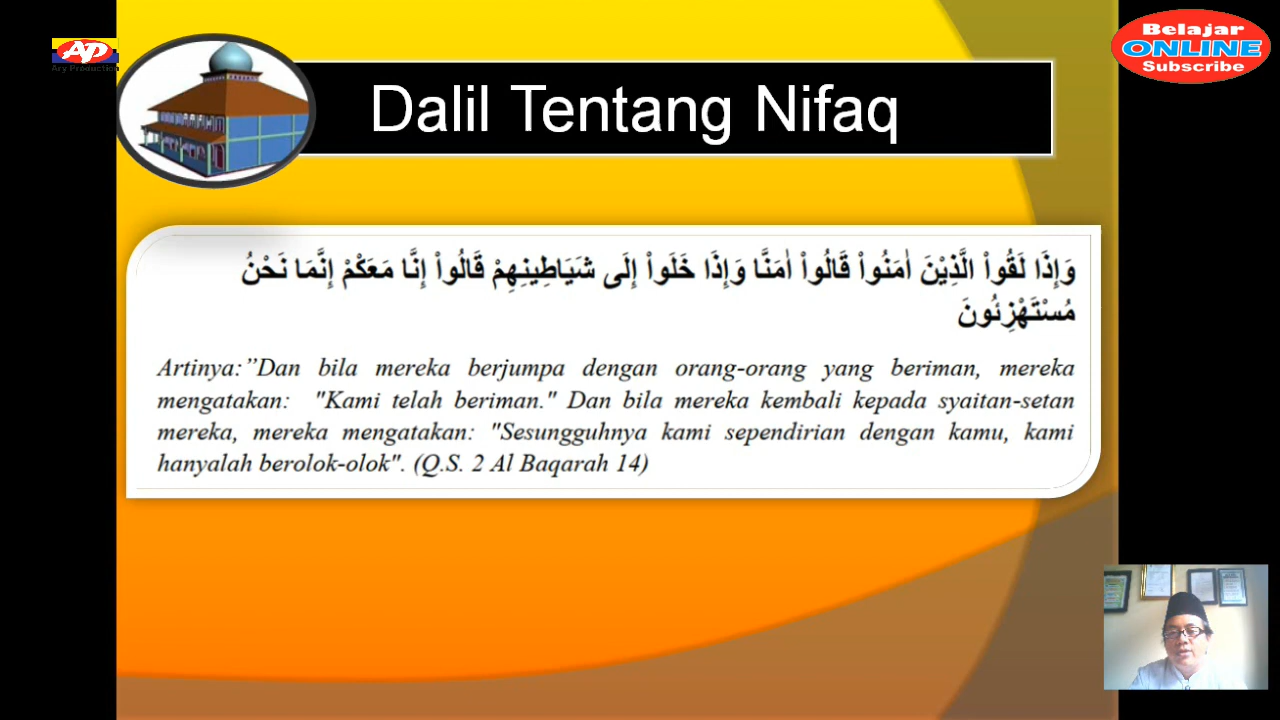 AP
Ary Production
Belajar
ONLINE
Subscribe
Dalil Tentang Nifaq
وَإِذَا لَقُواْ الَّذِيْنَ اٰمَنُواْ قَالُواْ اٰمَنَّا وَإِذَا خَلَواْ إِلَى شَيَاطِينِهِمْ قَالُواْ إِنَّا مَعَكْمْ إِنَّمَا نَحْنُ
مُسْتَهْزِئُونَ
Artinya:”Dan bila mereka berjumpa dengan orang-orang yang beriman, mereka
mengatakan: "Kami telah beriman." Dan bila mereka kembali kepada syaitan-setan
mereka, mereka mengatakan: "Sesungguhnya kami sependirian dengan kamu, kami
hanyalah berolok-olok". (Q.S. 2 Al Baqarah 14)